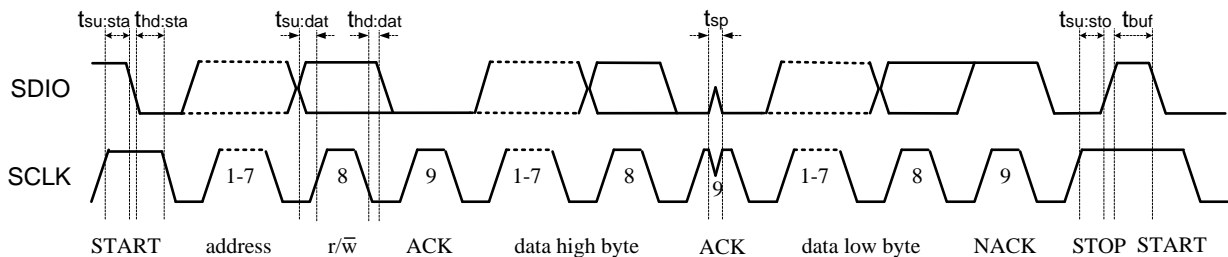 tsu:sta thd:sta tsu:dat thd:dat tsp tsu:sto tbuf
SDIO
SCLK 1-7 8 9 1-7 8 9 1-7 8 9
START address r/w̅ ACK data high byte ACK data low byte NACK STOP START